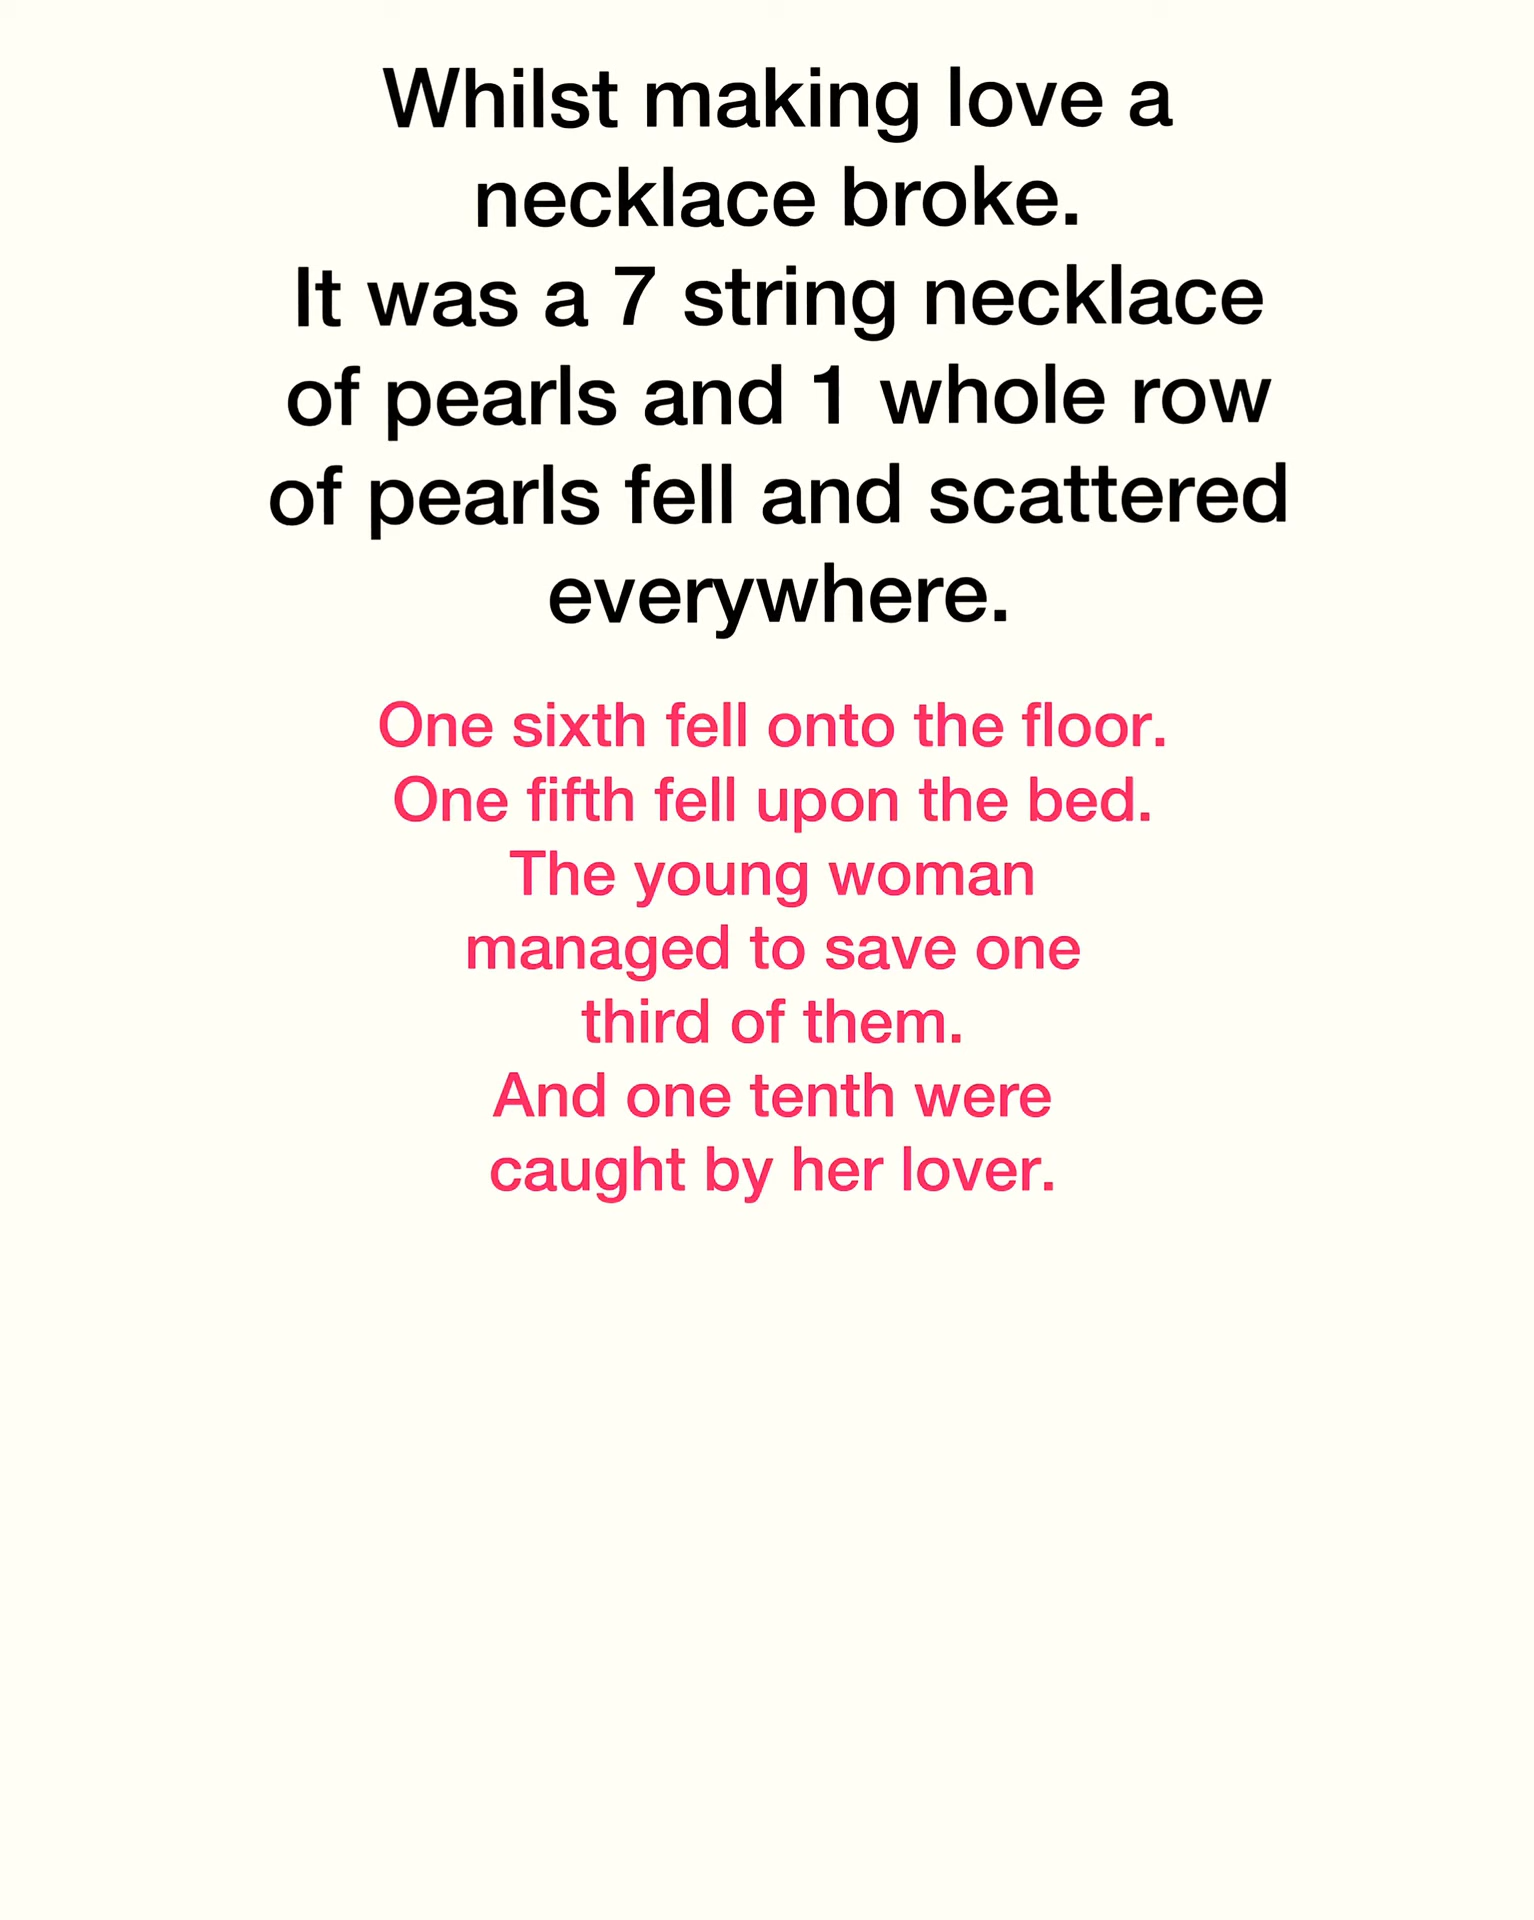 Whilst making love a
necklace broke.
It was a 7 string necklace
of pearls and 1 whole row
of pearls fell and scattered
everywhere.
One sixth fell onto the floor.
One fifth fell upon the bed.
The young woman
managed to save one
third of them.
And one tenth were
caught by her lover.